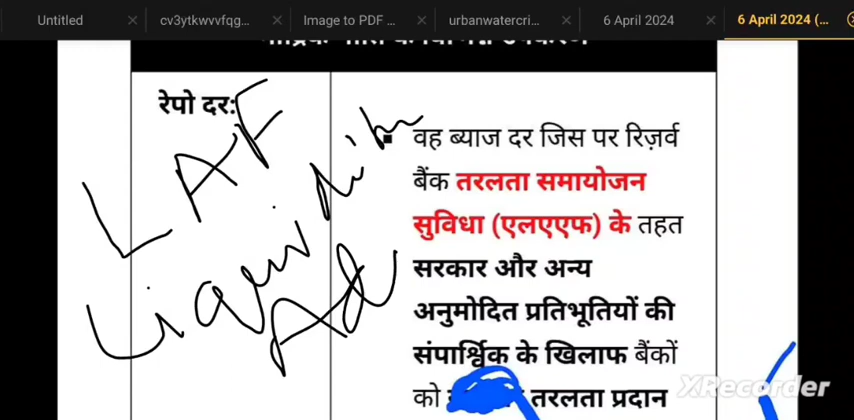 Untitled
cv3ytkwvvfqg...
Image to PDF ...
urbanwatercri...
6 April 2024
6 April 2024 (...
रेपो दर:
वह ब्याज दर जिस पर रिज़र्व
बैंक तरलता समायोजन
सुविधा (एलएएफ) के तहत
सरकार और अन्य
अनुमोदित प्रतिभूतियों की
संपार्श्विक के खिलाफ बैंकों
को
तरलता प्रदान
LAF
Ad
XRecorder